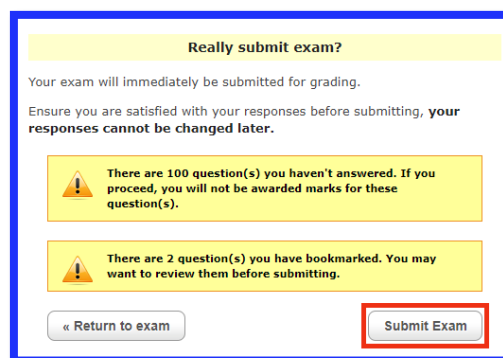 Really submit exam?
Your exam will immediately be submitted for grading.
Ensure you are satisfied with your responses before submitting, your
responses cannot be changed later.
There are 100 question(s) you haven't answered. If you
proceed, you will not be awarded marks for these
question(s).
There are 2 question(s) you have bookmarked. You may
want to review them before submitting.
« Return to exam
Submit Exam